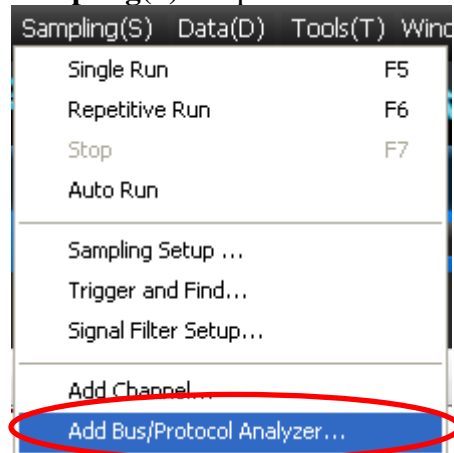 Sampling(S) Data(D) Tools(T)
Single Run F5
Repetitive Run F6
Stop F7
Auto Run
Sampling Setup ...
Trigger and Find...
Signal Filter Setup...
Add Channel...
Add Bus/Protocol Analyzer...